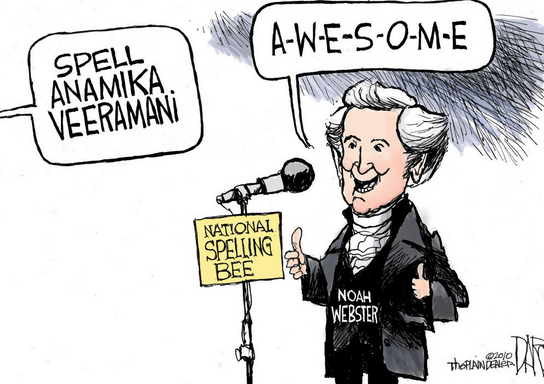 SPELL
ANAMIKA
VEERAMANI
A-W-E-S-O-M-E
NATIONAL
SPELLING
BEE
NOAH
WEBSTER
©2010
THE PLAIN DEALER